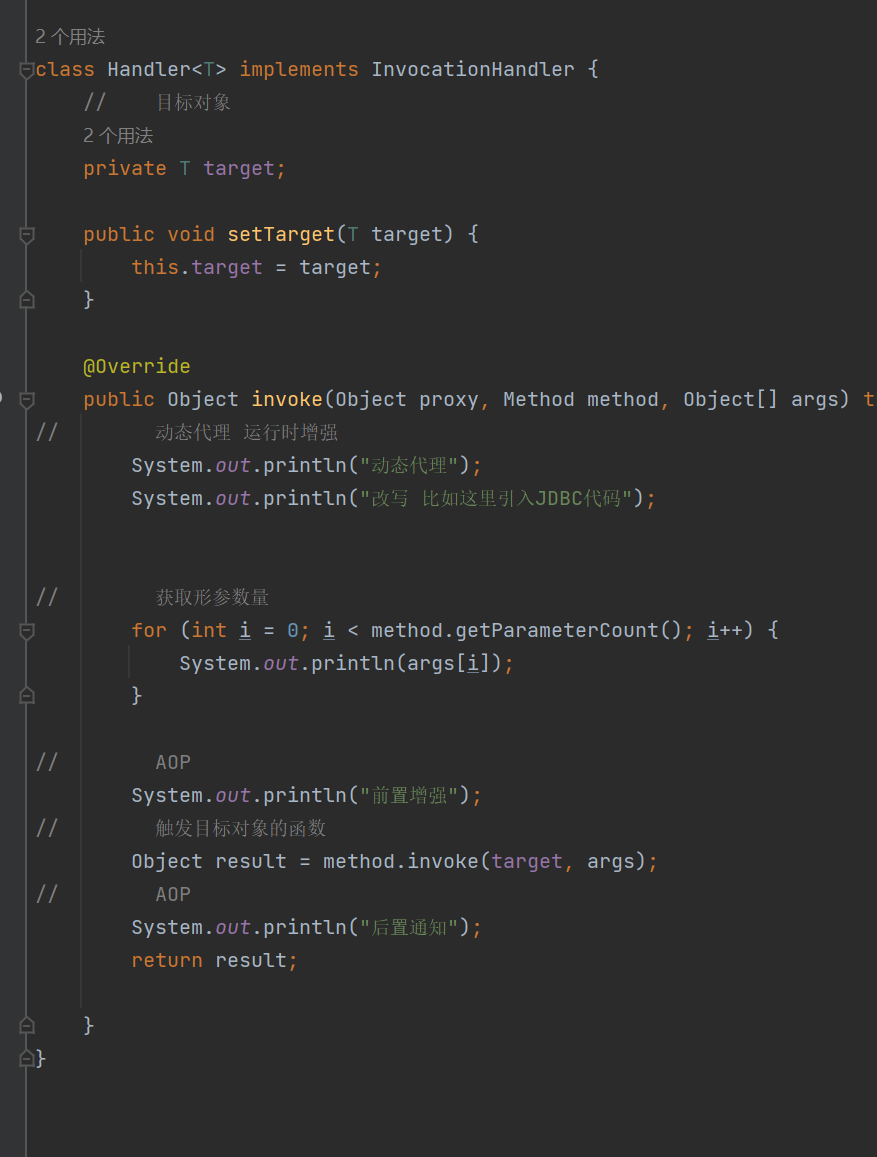 2 个用法
class Handler<T> implements InvocationHandler {
//    目标对象
2 个用法
private T target;
public void setTarget(T target) {
this.target = target;
}
@Override
public Object invoke(Object proxy, Method method, Object[] args) t
//        动态代理 运行时增强
System.out.println("动态代理");
System.out.println("改写 比如这里引入JDBC代码");
//        获取形参数量
for (int i = 0; i < method.getParameterCount(); i++) {
System.out.println(args[i]);
}
//        AOP
System.out.println("前置增强");
//        触发目标对象的函数
Object result = method.invoke(target, args);
//        AOP
System.out.println("后置通知");
return result;
}
}